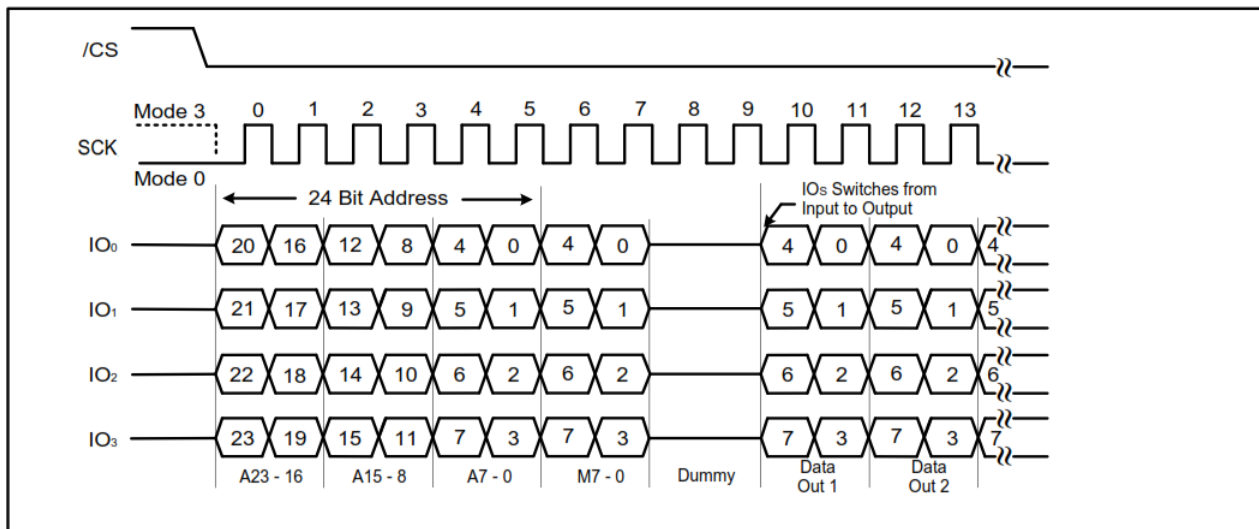 /CS
Mode 3 0 1 2 3 4 5 6 7 8 9 10 11 12 13
SCK
Mode 0
24 Bit Address
IOs Switches from
Input to Output
IO₀ 20 16 12 8 4 0 4 0 4 0 4 0 4
IO₁ 21 17 13 9 5 1 5 1 5 1 5 1 5
IO₂ 22 18 14 10 6 2 6 2 6 2 6 2 6
IO₃ 23 19 15 11 7 3 7 3 7 3 7 3 7
A23 - 16 A15 - 8 A7 - 0 M7 - 0 Dummy Data Data
Out 1 Out 2